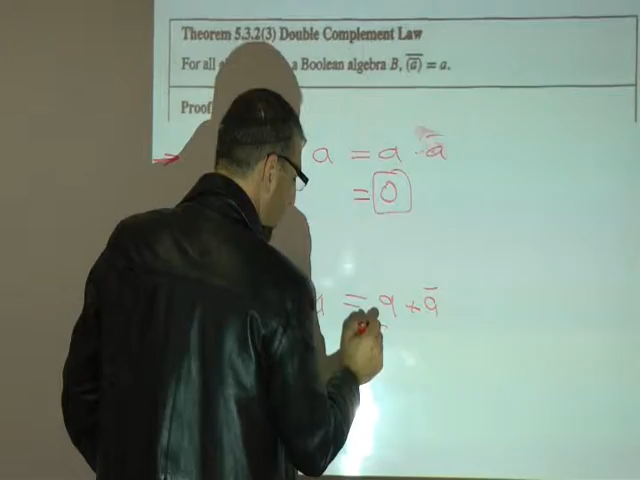 Theorem 5.3.2(3) Double Complement Law
For all a Boolean algebra B, (a̅)̅ = a.
Proof
a = a · a̅
= 0
a = a + a̅